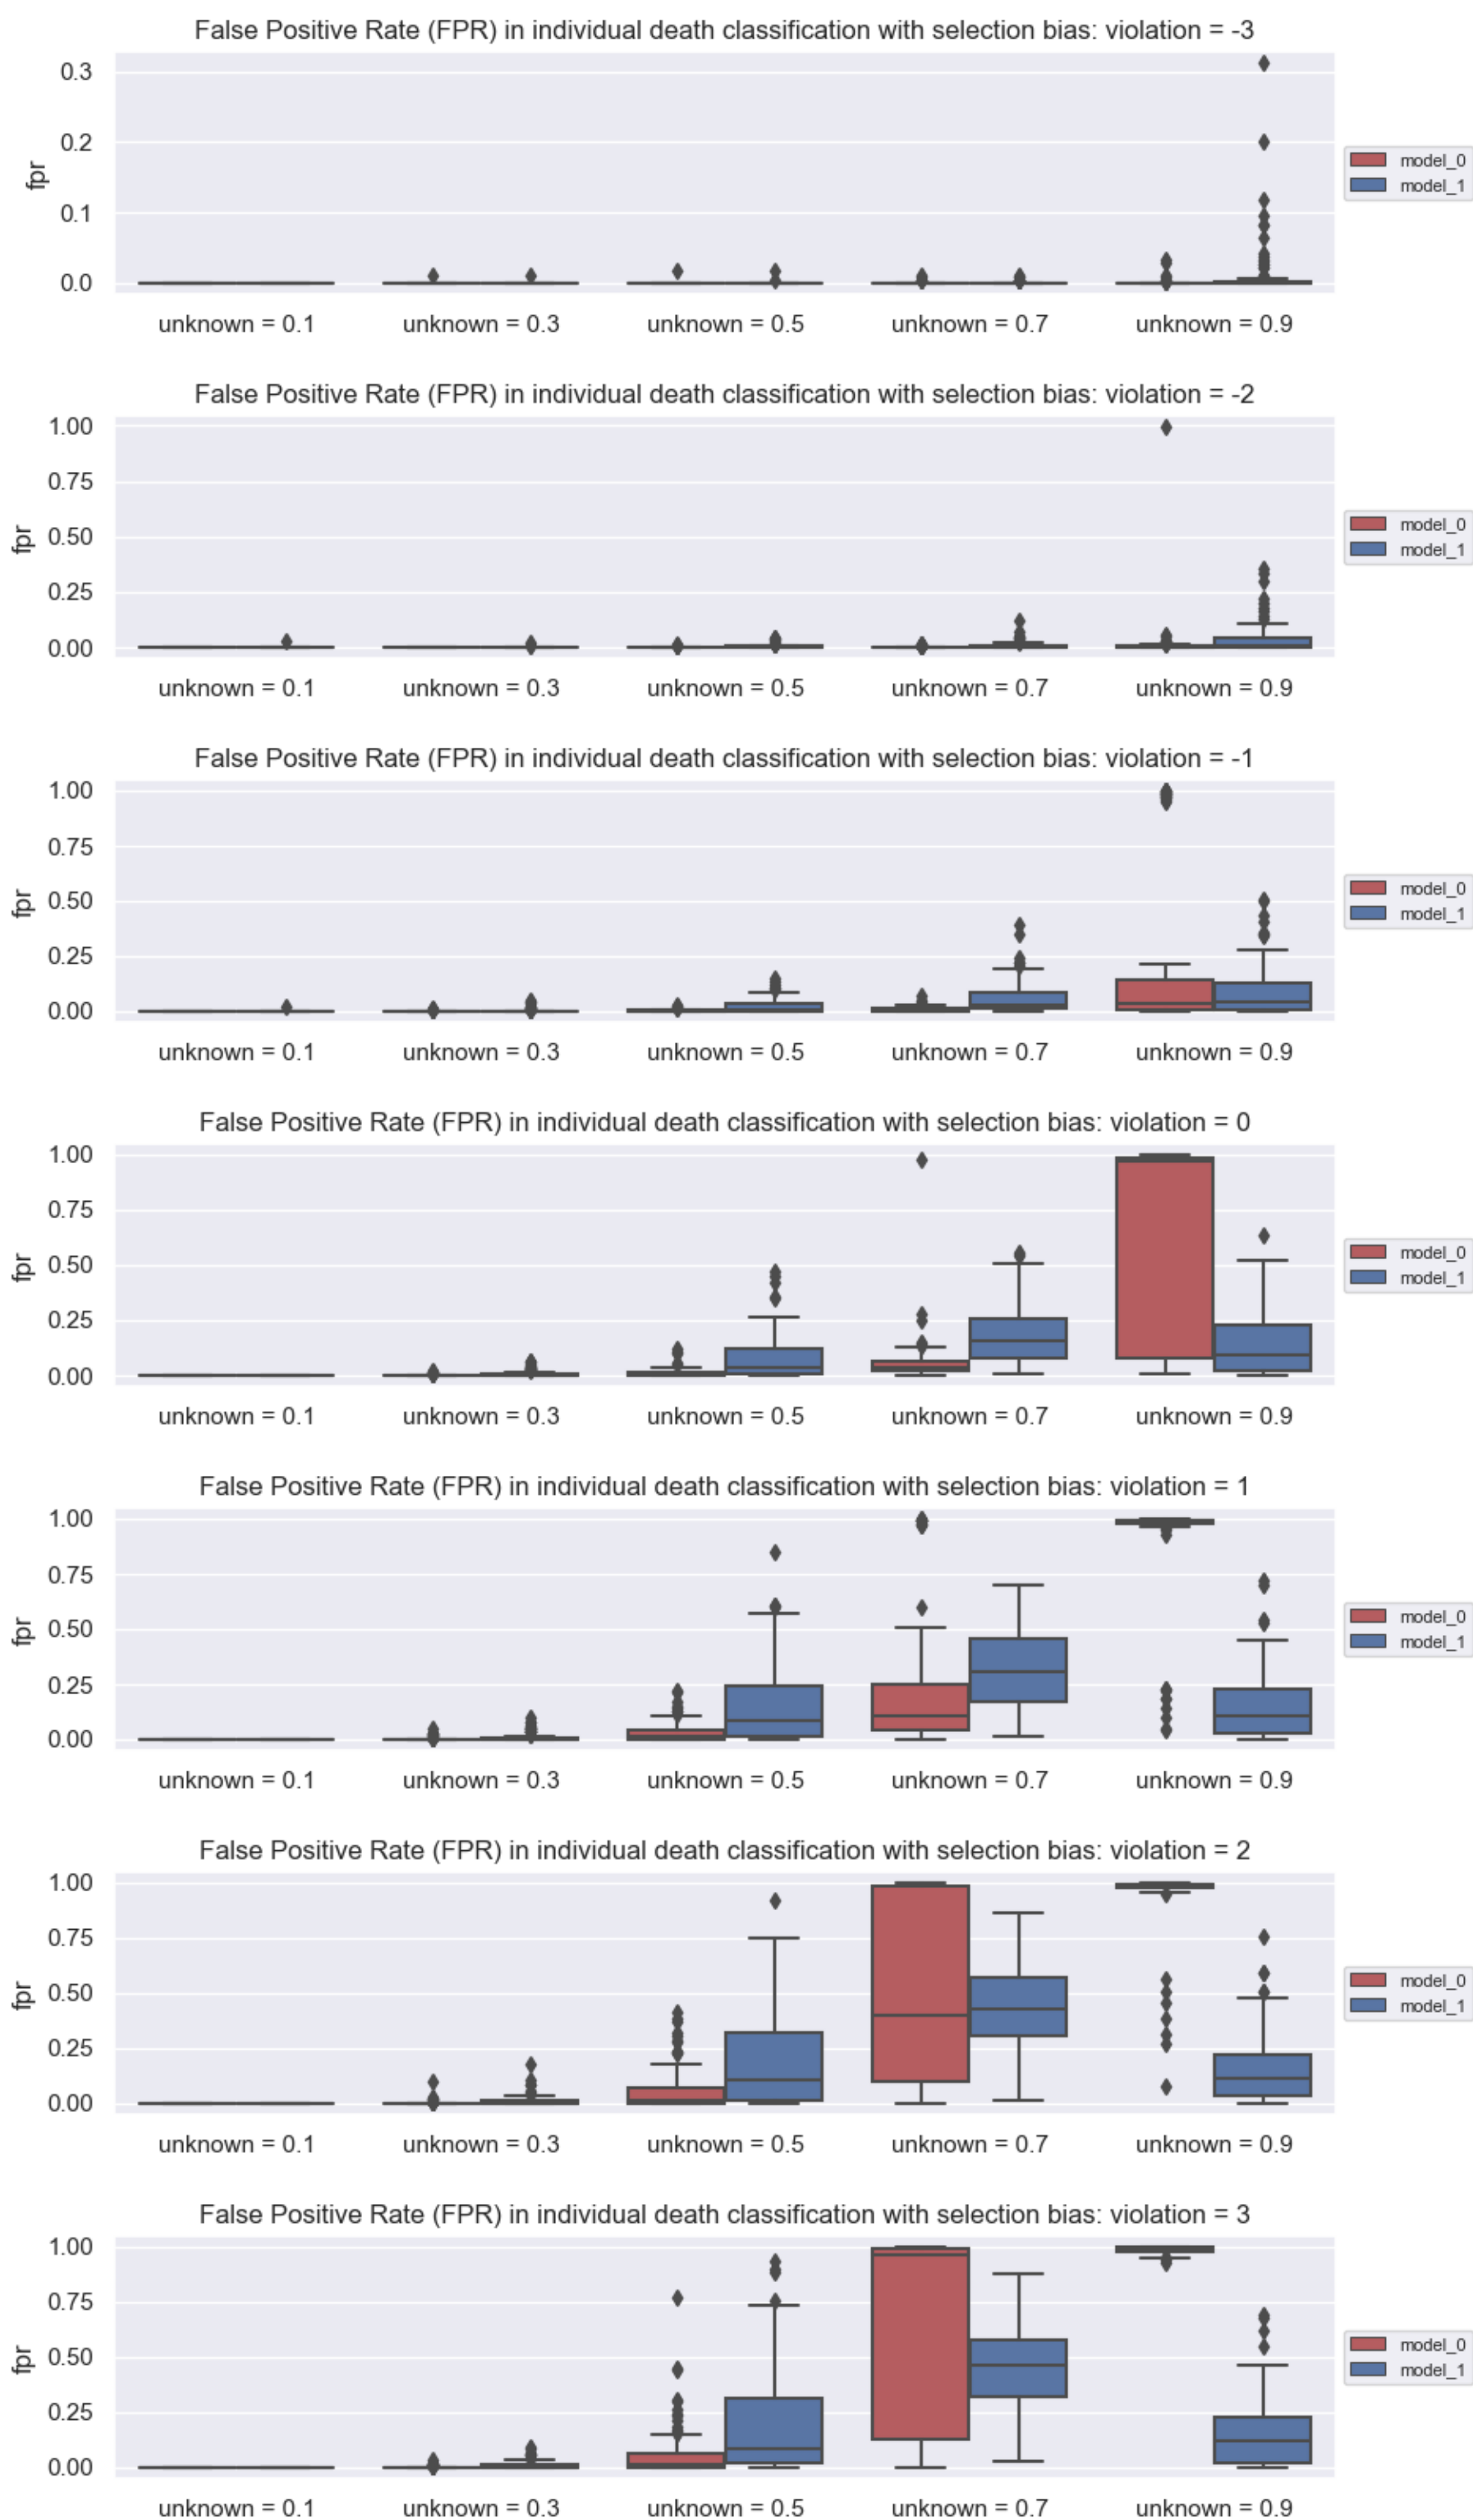 False Positive Rate (FPR) in individual death classification with selection bias: violation = -3
0.3
0.2
0.1
0.0
fpr
model_0
model_1
unknown = 0.1 unknown = 0.3 unknown = 0.5 unknown = 0.7 unknown = 0.9
False Positive Rate (FPR) in individual death classification with selection bias: violation = -2
1.00
0.75
0.50
0.25
0.00
fpr
model_0
model_1
unknown = 0.1 unknown = 0.3 unknown = 0.5 unknown = 0.7 unknown = 0.9
False Positive Rate (FPR) in individual death classification with selection bias: violation = -1
1.00
0.75
0.50
0.25
0.00
fpr
model_0
model_1
unknown = 0.1 unknown = 0.3 unknown = 0.5 unknown = 0.7 unknown = 0.9
False Positive Rate (FPR) in individual death classification with selection bias: violation = 0
1.00
0.75
0.50
0.25
0.00
fpr
model_0
model_1
unknown = 0.1 unknown = 0.3 unknown = 0.5 unknown = 0.7 unknown = 0.9
False Positive Rate (FPR) in individual death classification with selection bias: violation = 1
1.00
0.75
0.50
0.25
0.00
fpr
model_0
model_1
unknown = 0.1 unknown = 0.3 unknown = 0.5 unknown = 0.7 unknown = 0.9
False Positive Rate (FPR) in individual death classification with selection bias: violation = 2
1.00
0.75
0.50
0.25
0.00
fpr
model_0
model_1
unknown = 0.1 unknown = 0.3 unknown = 0.5 unknown = 0.7 unknown = 0.9
False Positive Rate (FPR) in individual death classification with selection bias: violation = 3
1.00
0.75
0.50
0.25
0.00
fpr
model_0
model_1
unknown = 0.1 unknown = 0.3 unknown = 0.5 unknown = 0.7 unknown = 0.9